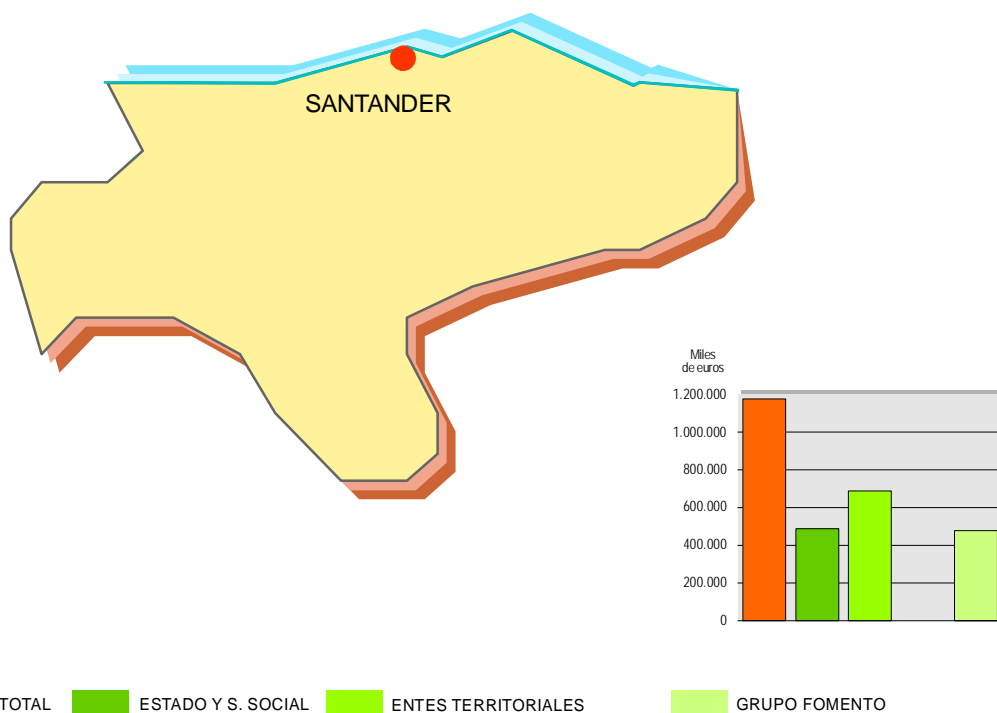 SANTANDER
Miles
de euros
1.200.000
1.000.000
800.000
600.000
400.000
200.000
0
TOTAL
ESTADO Y S. SOCIAL
ENTES TERRITORIALES
GRUPO FOMENTO